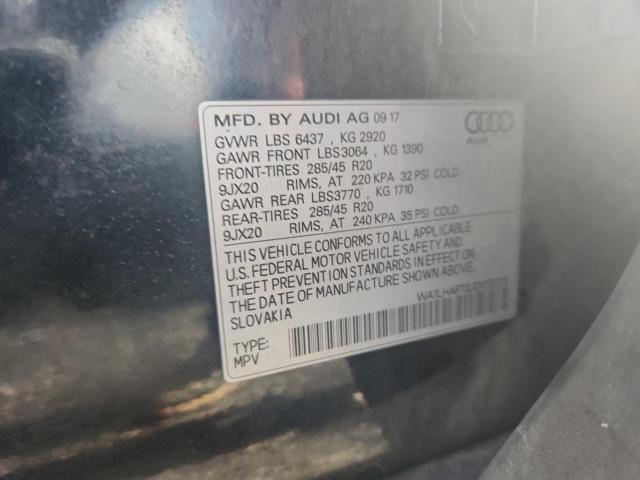 MFD. BY AUDI AG 09 17
GVWR LBS 6437 , KG 2920
GAWR FRONT LBS3064 , KG 1390
FRONT-TIRES 285/45 R20
9JX20 RIMS, AT 220 KPA 32 PSI COLD
GAWR REAR LBS3770 , KG 1710
REAR-TIRES 285/45 R20
9JX20 RIMS, AT 240 KPA 35 PSI COLD
THIS VEHICLE CONFORMS TO ALL APPLICABLE
U.S. FEDERAL MOTOR VEHICLE SAFETY AND
THEFT PREVENTION STANDARDS IN EFFECT ON
THE DATE OF MANUFACTURE SHOWN ABOVE.
SLOVAKIA
TYPE:
MPV
Audi